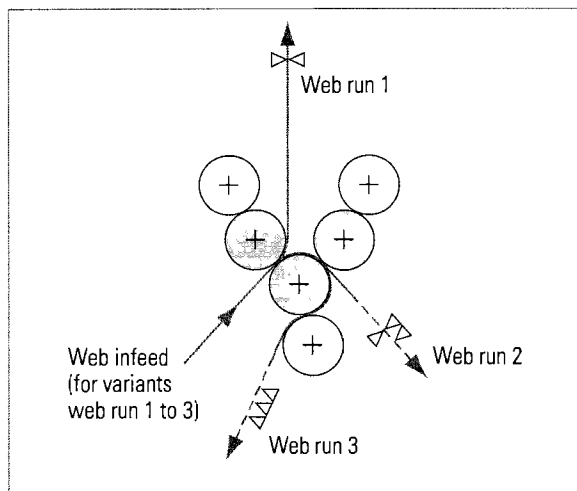 Web run 1
Web infeed
(for variants
web run 1 to 3)
Web run 2
Web run 3